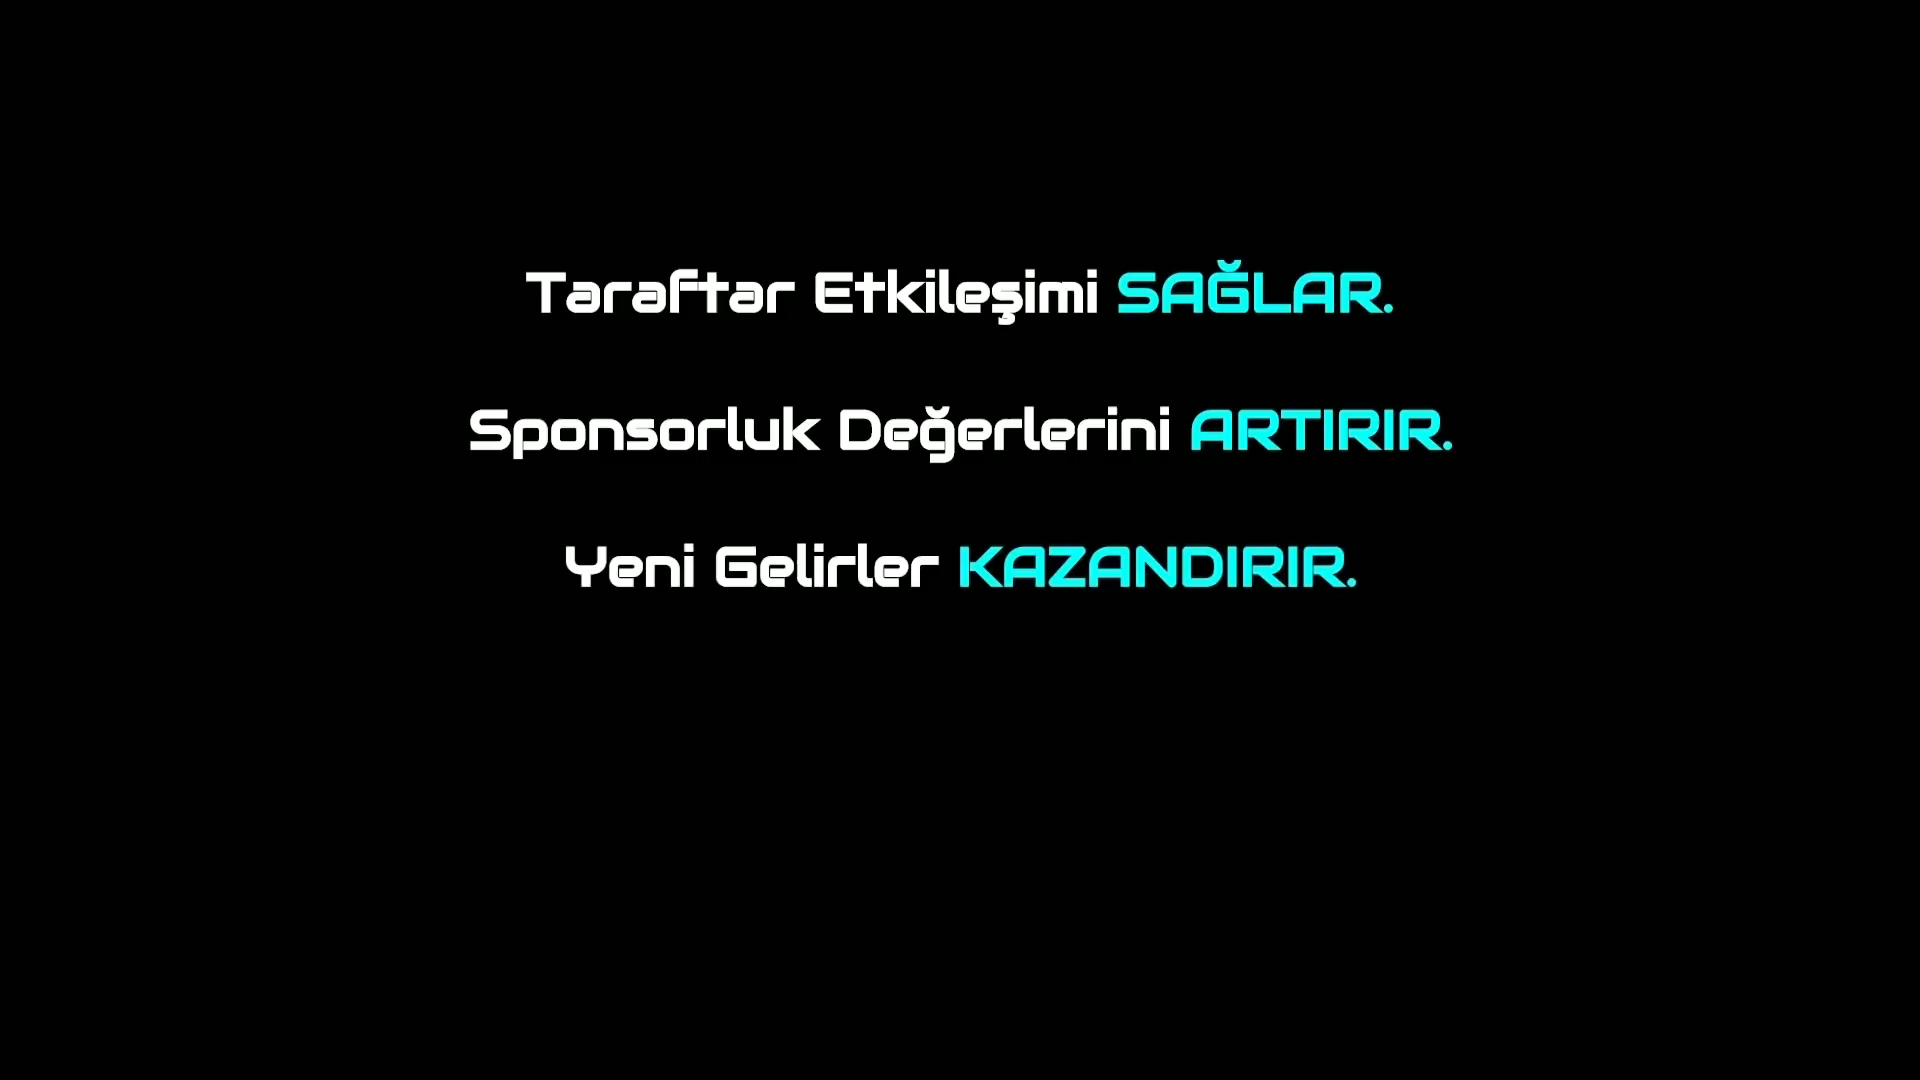 Taraftar Etkileşimi SAĞLAR.
Sponsorluk Değerlerini ARTIRIR.
Yeni Gelirler KAZANDIRIR.